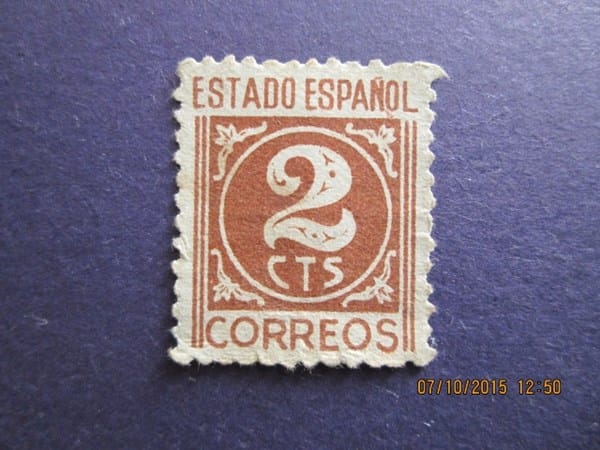 ESTADO ESPAÑOL
2
CTS
CORREOS
07/10/2015 12:50